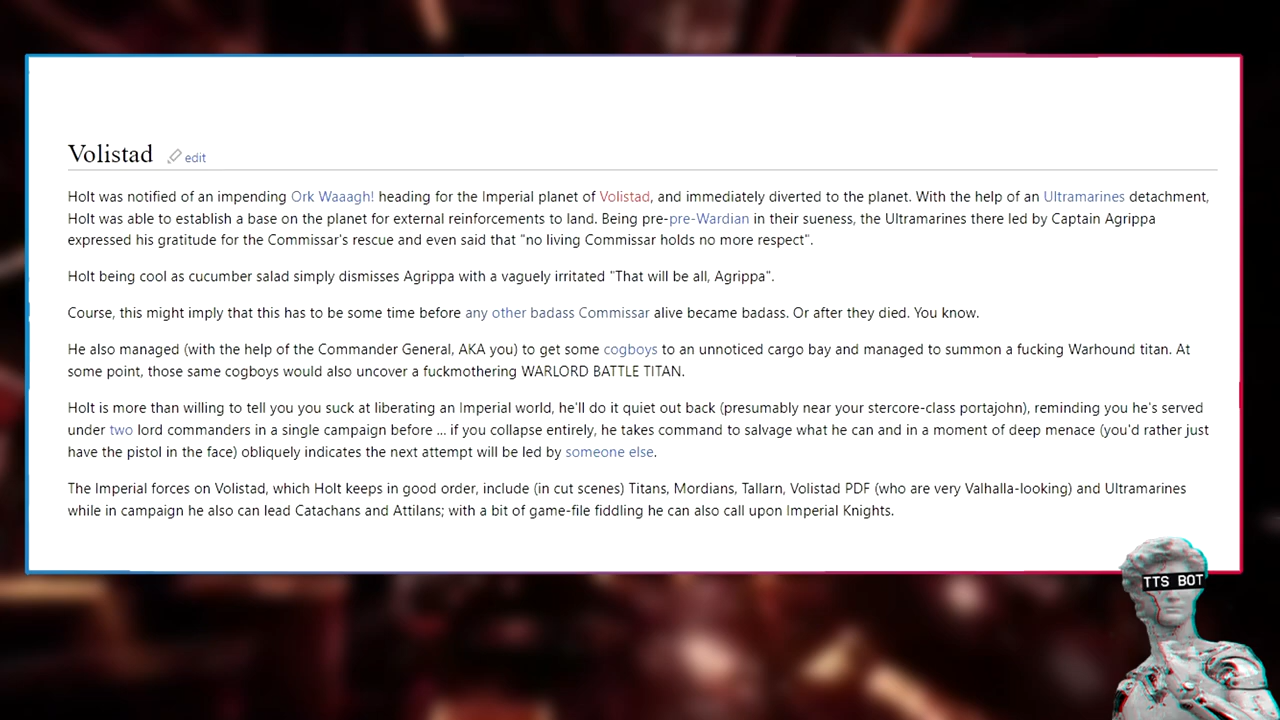 Volistad edit
Holt was notified of an impending Ork Waaagh! heading for the Imperial planet of Volistad, and immediately diverted to the planet. With the help of an Ultramarines detachment,
Holt was able to establish a base on the planet for external reinforcements to land. Being pre-pre-Wardian in their sueness, the Ultramarines there led by Captain Agrippa
expressed his gratitude for the Commissar's rescue and even said that "no living Commissar holds no more respect".
Holt being cool as cucumber salad simply dismisses Agrippa with a vaguely irritated "That will be all, Agrippa".
Course, this might imply that this has to be some time before any other badass Commissar alive became badass. Or after they died. You know.
He also managed (with the help of the Commander General, AKA you) to get some cogboys to an unnoticed cargo bay and managed to summon a fucking Warhound titan. At
some point, those same cogboys would also uncover a fuckmothering WARLORD BATTLE TITAN.
Holt is more than willing to tell you you suck at liberating an Imperial world, he'll do it quiet out back (presumably near your stercore-class portajohn), reminding you he's served
under two lord commanders in a single campaign before ... if you collapse entirely, he takes command to salvage what he can and in a moment of deep menace (you'd rather just
have the pistol in the face) obliquely indicates the next attempt will be led by someone else.
The Imperial forces on Volistad, which Holt keeps in good order, include (in cut scenes) Titans, Mordians, Tallarn, Volistad PDF (who are very Valhalla-looking) and Ultramarines
while in campaign he also can lead Catachans and Attilans; with a bit of game-file fiddling he can also call upon Imperial Knights.
TTS BOT